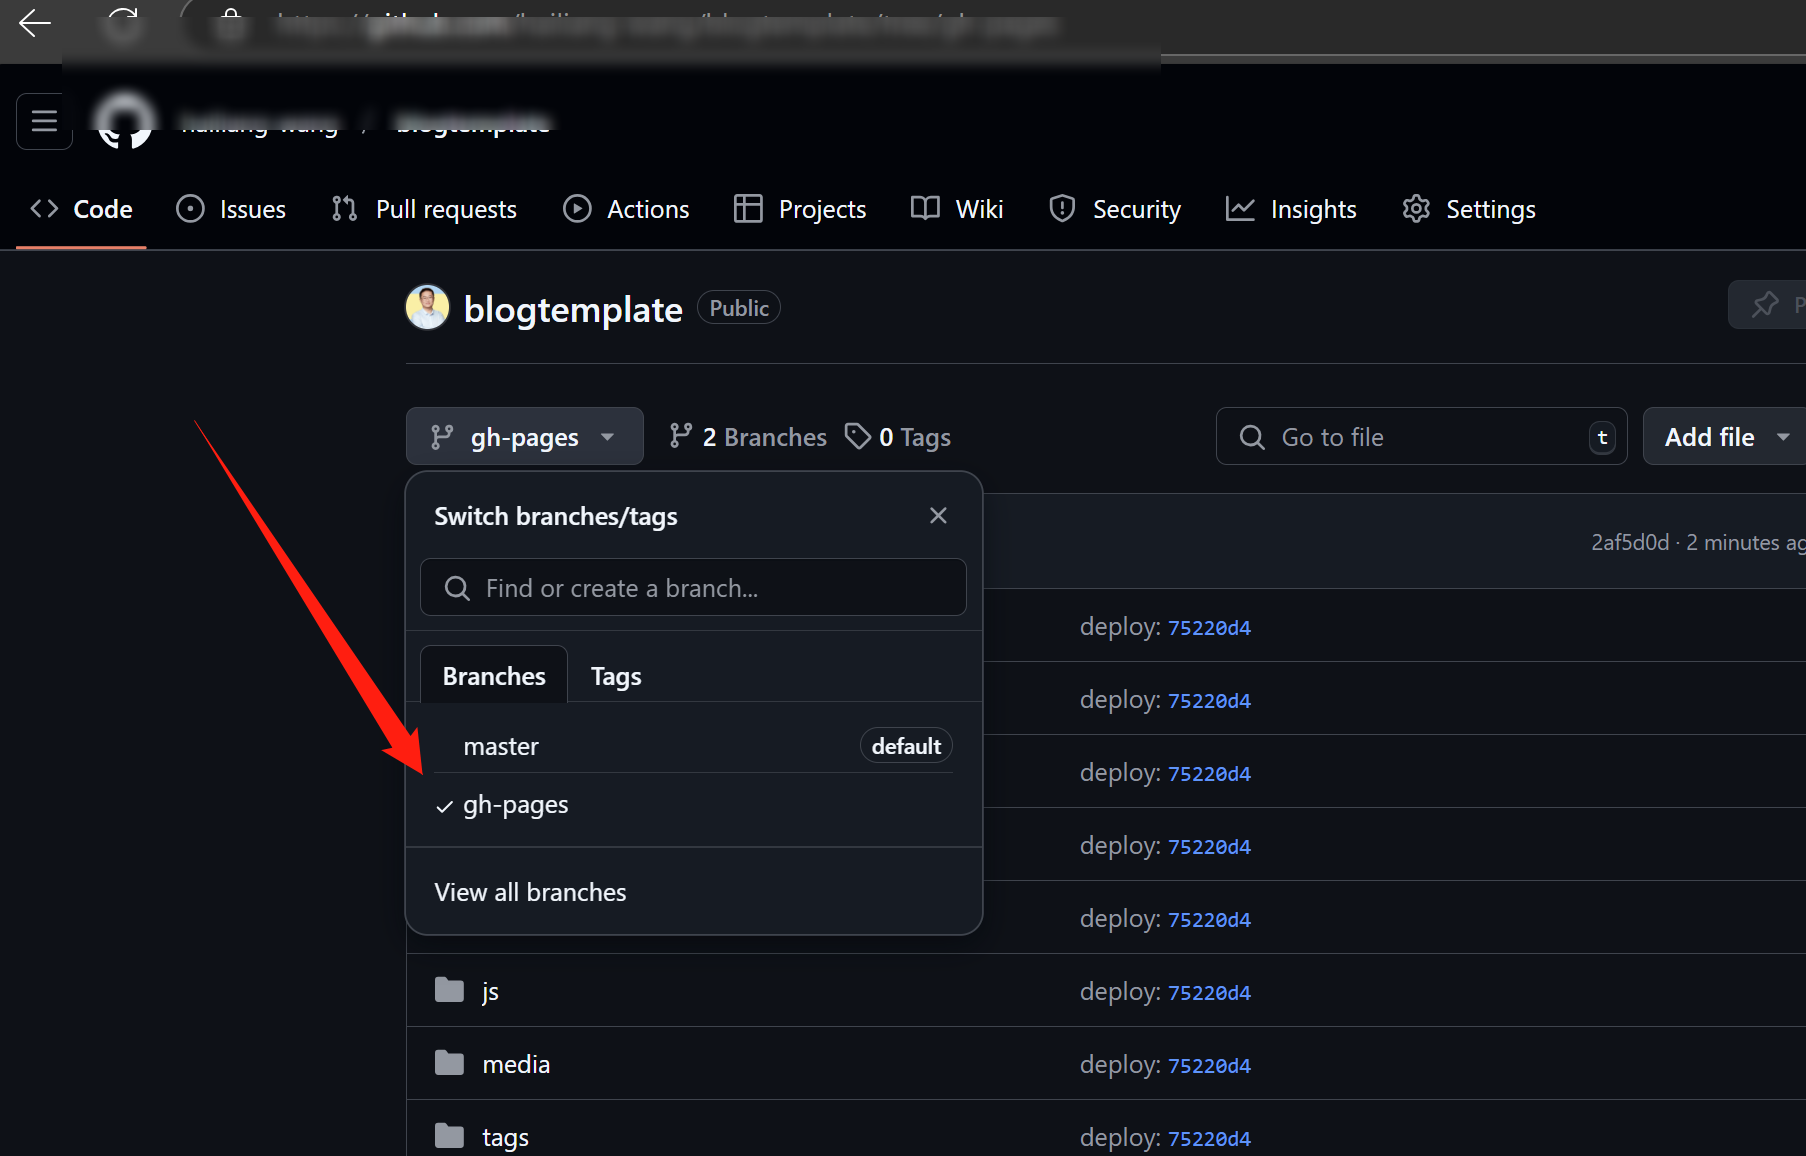 blogtemplate
Code
Issues
Pull requests
Actions
Projects
Wiki
Security
Insights
Settings
blogtemplate
Public
gh-pages
2 Branches
0 Tags
Go to file
t
Add file
Switch branches/tags
2af5d0d · 2 minutes ag
Find or create a branch...
deploy: 75220d4
Branches
Tags
deploy: 75220d4
master
default
deploy: 75220d4
gh-pages
deploy: 75220d4
View all branches
deploy: 75220d4
js
deploy: 75220d4
media
deploy: 75220d4
tags
deploy: 75220d4